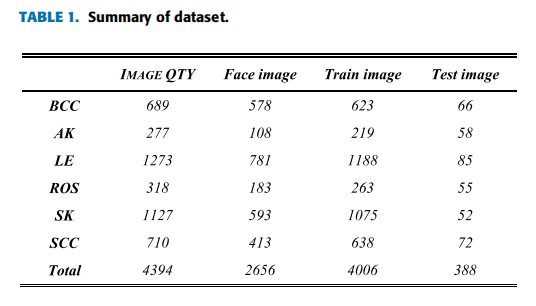 TABLE 1. Summary of dataset.
IMAGE QTY Face image Train image Test image
BCC 689 578 623 66
AK 277 108 219 58
LE 1273 781 1188 85
ROS 318 183 263 55
SK 1127 593 1075 52
SCC 710 413 638 72
Total 4394 2656 4006 388